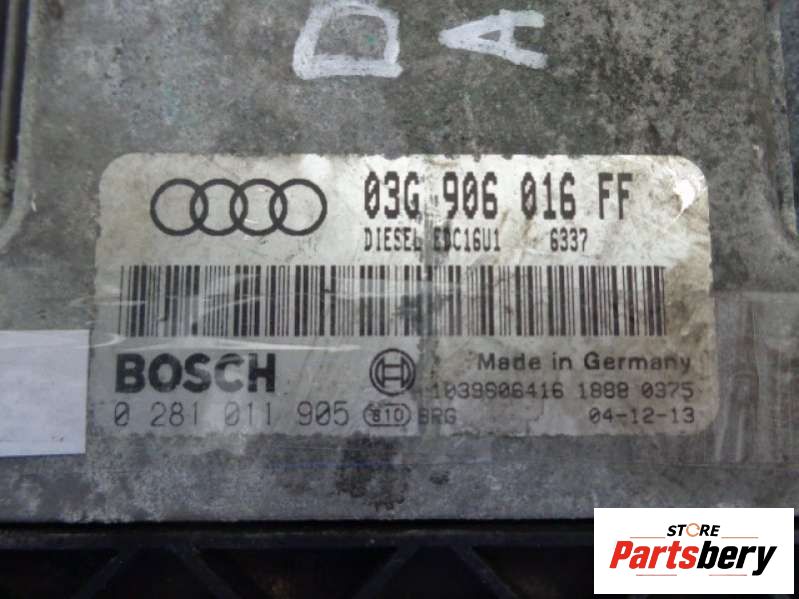 DA
03G 906 016 FF
DIESEL EDC16U1 6337
BOSCH
Made in Germany
1039S06416 1888 0375
0 281 011 905 810 BRG 04-12-13
STORE
Partsbery